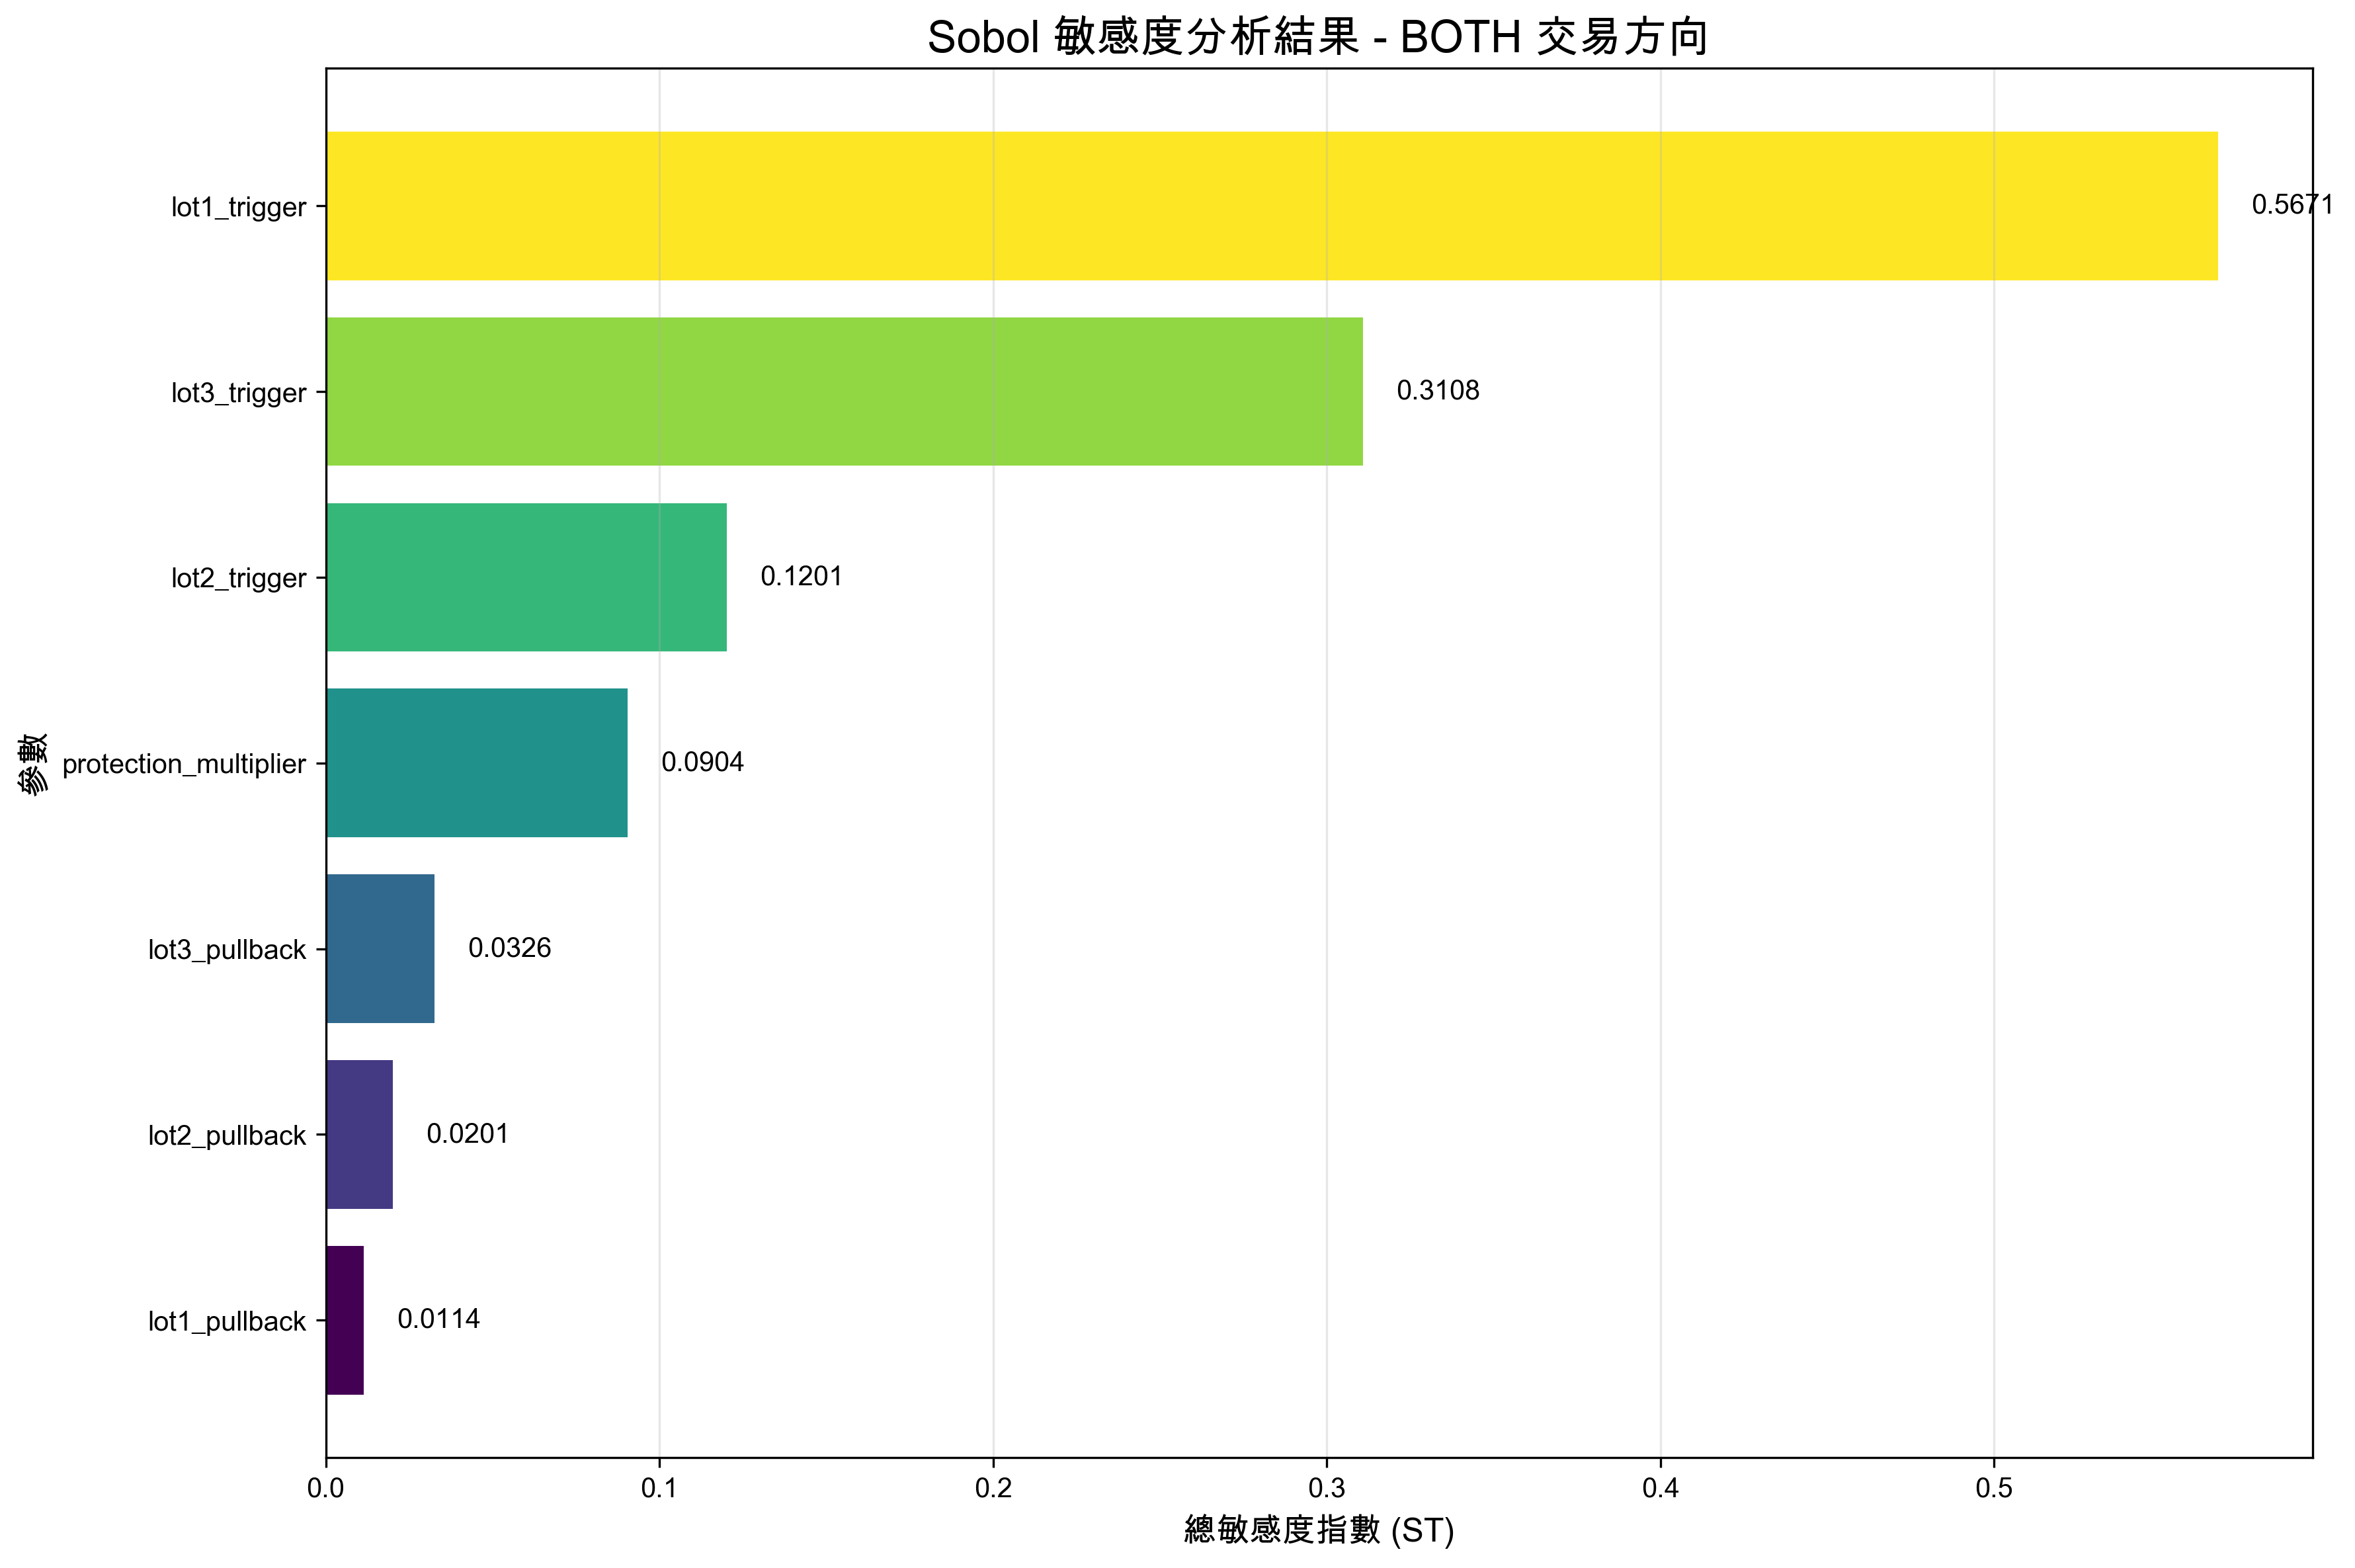 Sobol 敏感度分析結果 - BOTH 交易方向
參數
lot1_trigger
0.5671
lot3_trigger
0.3108
lot2_trigger
0.1201
protection_multiplier
0.0904
lot3_pullback
0.0326
lot2_pullback
0.0201
lot1_pullback
0.0114
0.0 0.1 0.2 0.3 0.4 0.5
總敏感度指數 (ST)